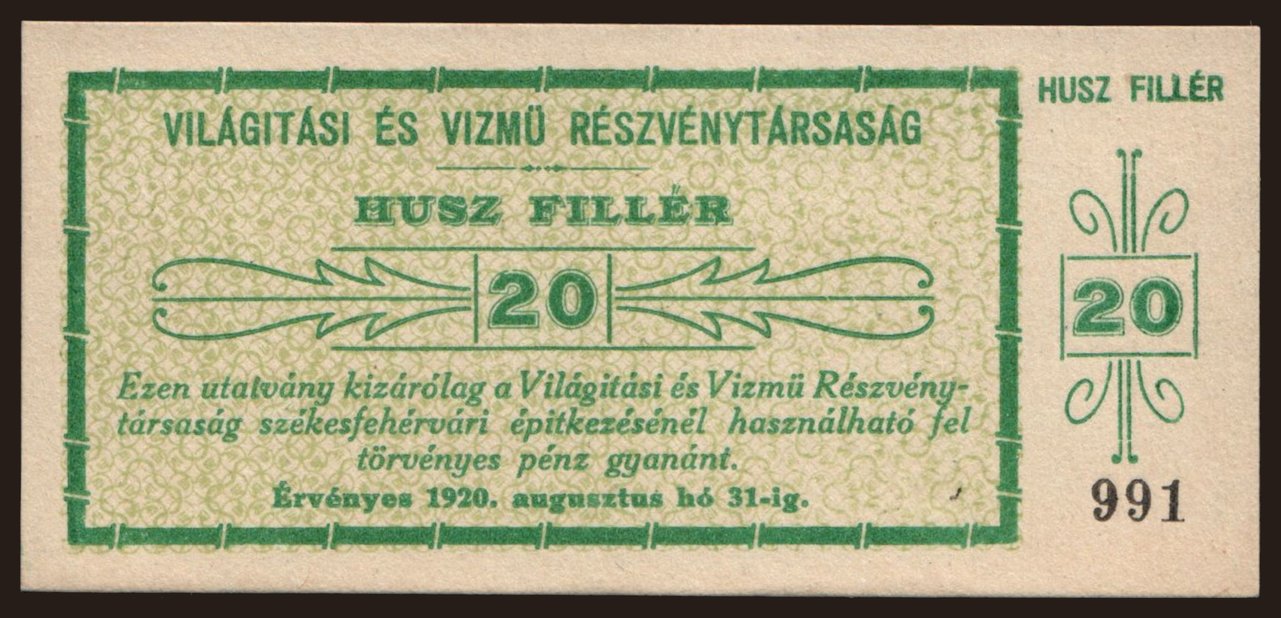 VILÁGITÁSI ÉS VIZMÜ RÉSZVÉNYTÁRSASÁG
HUSZ FILLÉR
20
Ezen utalvány kizárólag a Világitási és Vizmü Részvény-
társaság székesfehérvári épitkezésénél használható fel
törvényes pénz gyanánt.
Érvényes 1920. augusztus hó 31-ig.
HUSZ FILLÉR
20
991